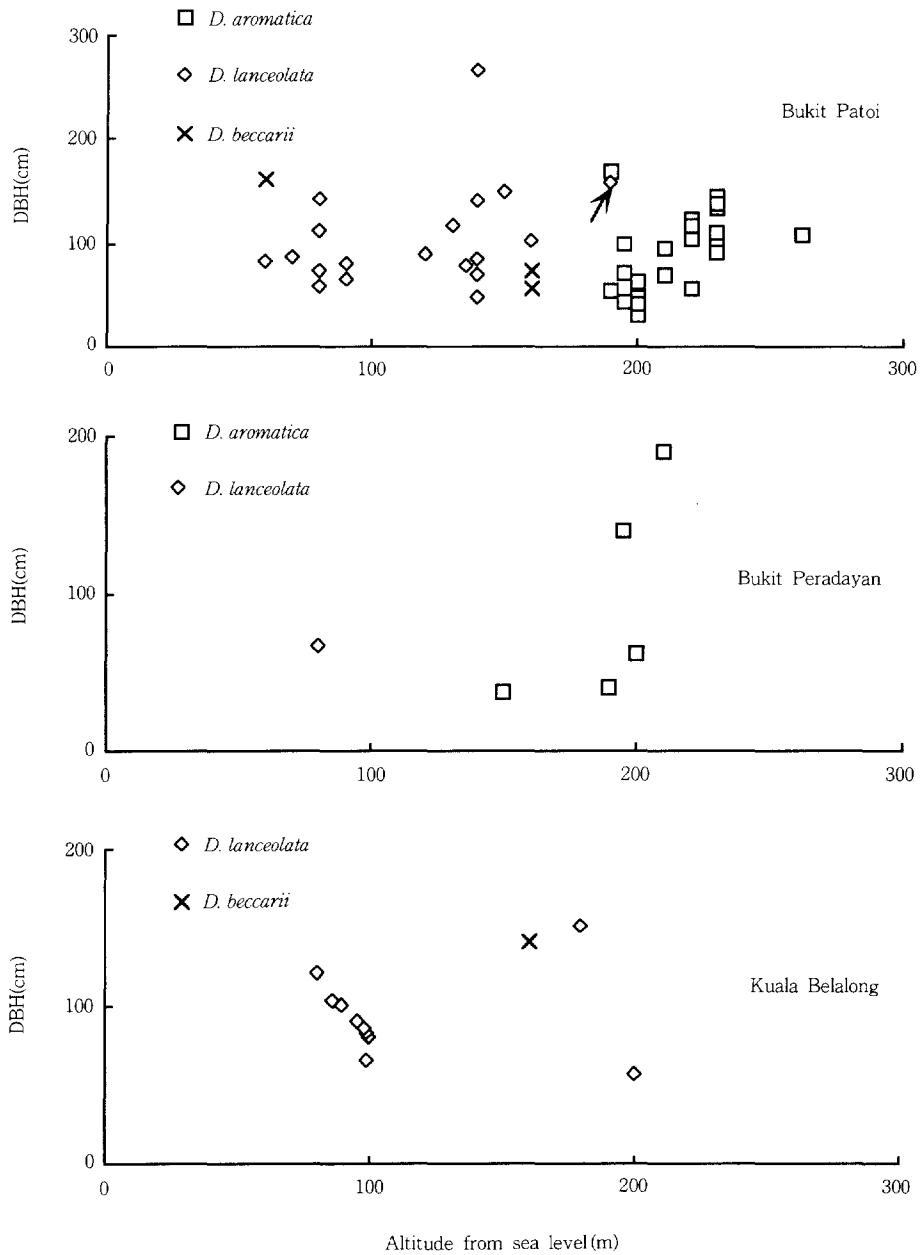 D. aromatica
D. lanceolata
D. beccarii
Bukit Patoi
DBH(cm)
300
200
100
0
0 100 200 300
D. aromatica
D. lanceolata
Bukit Peradayan
DBH(cm)
200
100
0
0 100 200 300
D. lanceolata
D. beccarii
Kuala Belalong
DBH(cm)
200
100
0
0 100 200 300
Altitude from sea level(m)